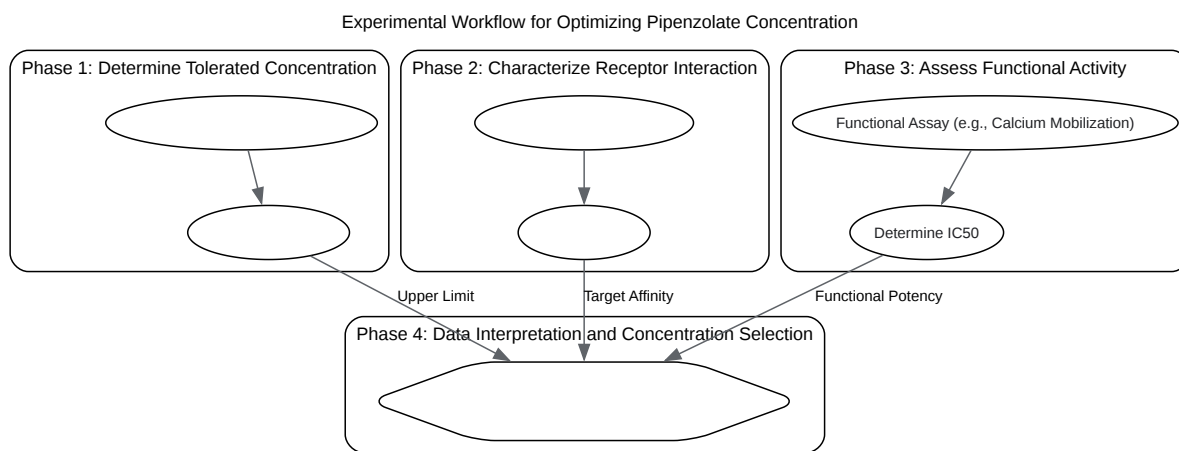 Experimental Workflow for Optimizing Pipenzolate Concentration
Phase 1: Determine Tolerated Concentration
Phase 2: Characterize Receptor Interaction
Phase 3: Assess Functional Activity
Functional Assay (e.g., Calcium Mobilization)
Determine IC50
Upper Limit
Target Affinity
Functional Potency
Phase 4: Data Interpretation and Concentration Selection